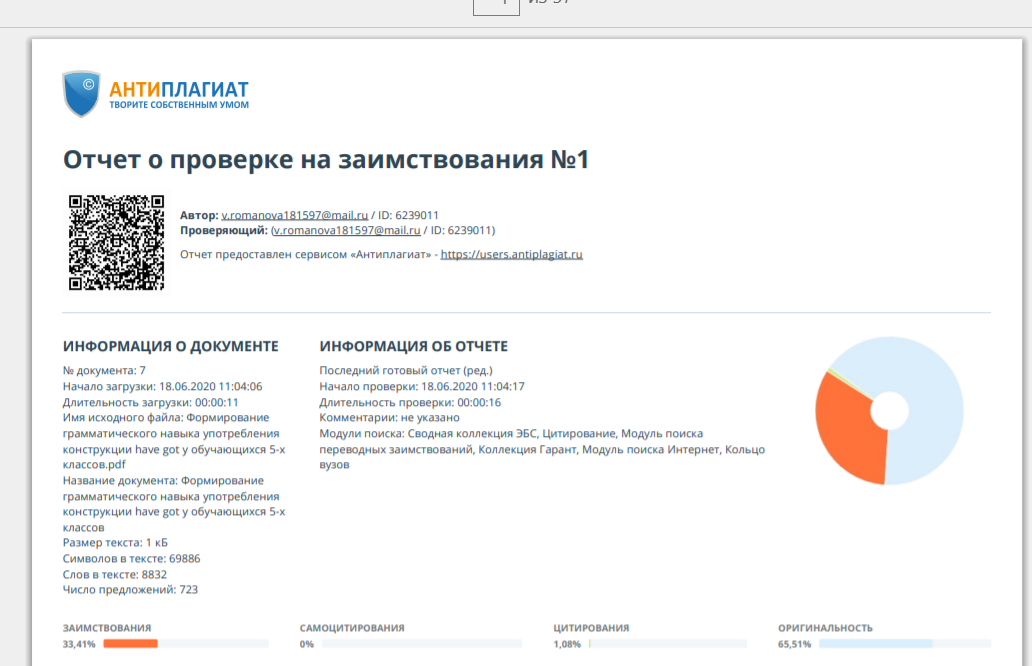 из 37
©
АНТИПЛАГИАТ
ТВОРИТЕ СОБСТВЕННЫМ УМОМ
Отчет о проверке на заимствования №1
Автор: v.romanova181597@mail.ru / ID: 6239011
Проверяющий: (v.romanova181597@mail.ru / ID: 6239011)
Отчет предоставлен сервисом «Антиплагиат» - https://users.antiplagiat.ru
ИНФОРМАЦИЯ О ДОКУМЕНТЕ
№ документа: 7
Начало загрузки: 18.06.2020 11:04:06
Длительность загрузки: 00:00:11
Имя исходного файла: Формирование
грамматического навыка употребления
конструкции have got у обучающихся 5-х
классов.pdf
Название документа: Формирование
грамматического навыка употребления
конструкции have got у обучающихся 5-х
классов
Размер текста: 1 кБ
Cимволов в тексте: 69886
Слов в тексте: 8832
Число предложений: 723
ИНФОРМАЦИЯ ОБ ОТЧЕТЕ
Последний готовый отчет (ред.)
Начало проверки: 18.06.2020 11:04:17
Длительность проверки: 00:00:16
Комментарии: не указано
Модули поиска: Сводная коллекция ЭБС, Цитирование, Модуль поиска
переводных заимствований, Коллекция Гарант, Модуль поиска Интернет, Кольцо
вузов
ЗАИМСТВОВАНИЯ
33,41%
САМОЦИТИРОВАНИЯ
0%
ЦИТИРОВАНИЯ
1,08%
ОРИГИНАЛЬНОСТЬ
65,51%